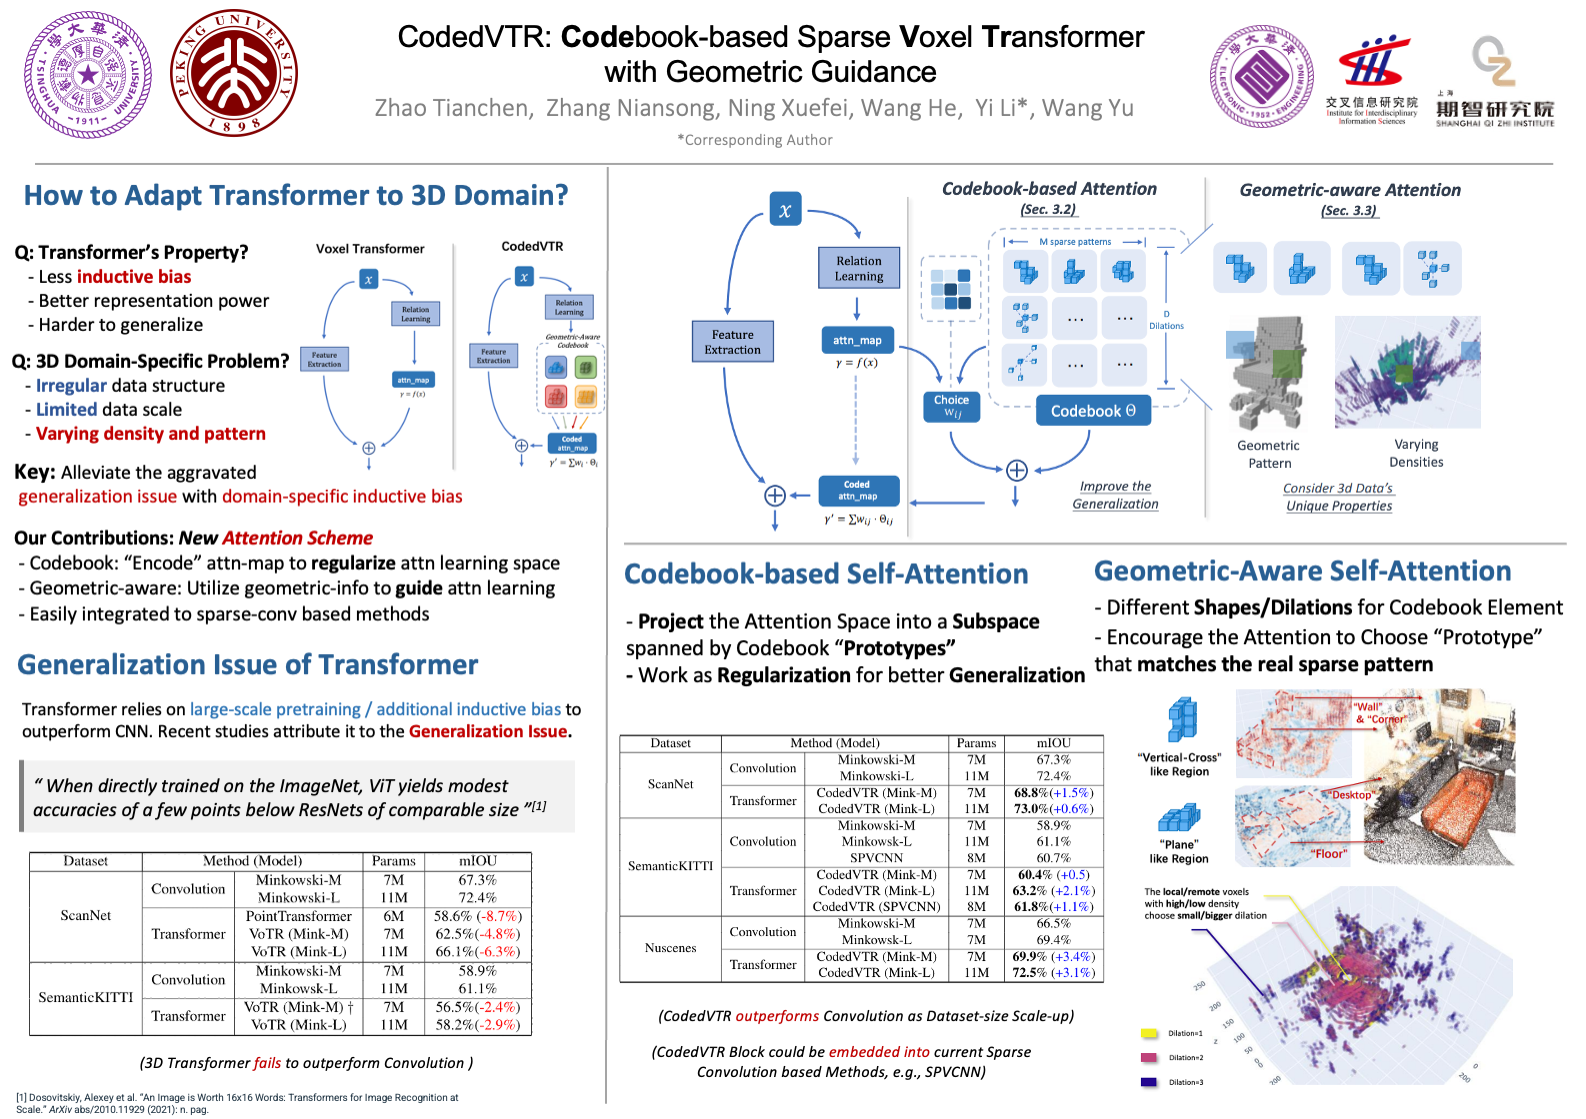 CodedVTR: Codebook-based Sparse Voxel Transformer
with Geometric Guidance
Zhao Tianchen, Zhang Niansong, Ning Xuefei, Wang He, Yi Li*, Wang Yu
*Corresponding Author
TSINGHUA UNIVERSITY
-1911-
PEKING UNIVERSITY
1898
ELECTRONIC ENGINEERING
·1952·
交叉信息研究院
Institute for Interdisciplinary
Information Sciences
上海
期智研究院
SHANGHAI QI ZHI INSTITUTE
How to Adapt Transformer to 3D Domain?
Q: Transformer's Property?
- Less inductive bias
- Better representation power
- Harder to generalize
Q: 3D Domain-Specific Problem?
- Irregular data structure
- Limited data scale
- Varying density and pattern
Key: Alleviate the aggravated
generalization issue with domain-specific inductive bias
Voxel Transformer
x
Relation
Learning
Feature
Extraction
attn_map
γ = f(x)
CodedVTR
x
Relation
Learning
Geometric-Aware
Codebook
Feature
Extraction
Coded
attn_map
γ′ = ∑wᵢ · Θᵢ
Our Contributions: New Attention Scheme
- Codebook: “Encode” attn-map to regularize attn learning space
- Geometric-aware: Utilize geometric-info to guide attn learning
- Easily integrated to sparse-conv based methods
Generalization Issue of Transformer
Transformer relies on large-scale pretraining / additional inductive bias to
outperform CNN. Recent studies attribute it to the Generalization Issue.
“ When directly trained on the ImageNet, ViT yields modest
accuracies of a few points below ResNets of comparable size ”[1]
Dataset Method (Model) Params mIOU
ScanNet Convolution Minkowski-M 7M 67.3%
Minkowski-L 11M 72.4%
Transformer PointTransformer 6M 58.6% (-8.7%)
VoTR (Mink-M) 7M 62.5%(-4.8%)
VoTR (Mink-L) 11M 66.1%(-6.3%)
SemanticKITTI Convolution Minkowski-M 7M 58.9%
Minkowsk-L 11M 61.1%
Transformer VoTR (Mink-M) † 7M 56.5%(-2.4%)
VoTR (Mink-L) 11M 58.2%(-2.9%)
(3D Transformer fails to outperform Convolution )
[1] Dosovitskiy, Alexey et al. “An Image is Worth 16x16 Words: Transformers for Image Recognition at
Scale.” ArXiv abs/2010.11929 (2021): n. pag.
x
Relation
Learning
Feature
Extraction
attn_map
γ = f(x)
Coded
attn_map
γ′ = ∑wᵢⱼ · Θᵢⱼ
Codebook-based Attention
(Sec. 3.2)
M sparse patterns
D
Dilations
... ...
... ...
Choice
wᵢⱼ
Codebook Θ
Improve the
Generalization
Geometric-aware Attention
(Sec. 3.3)
Geometric
Pattern
Varying
Densities
Consider 3d Data's
Unique Properties
Codebook-based Self-Attention
- Project the Attention Space into a Subspace
spanned by Codebook “Prototypes”
- Work as Regularization for better Generalization
Dataset Method (Model) Params mIOU
ScanNet Convolution Minkowski-M 7M 67.3%
Minkowski-L 11M 72.4%
Transformer CodedVTR (Mink-M) 7M 68.8%(+1.5%)
CodedVTR (Mink-L) 11M 73.0%(+0.6%)
SemanticKITTI Convolution Minkowski-M 7M 58.9%
Minkowsk-L 11M 61.1%
SPVCNN 8M 60.7%
Transformer CodedVTR (Mink-M) 7M 60.4% (+0.5)
CodedVTR (Mink-L) 11M 63.2% (+2.1%)
CodedVTR (SPVCNN) 8M 61.8%(+1.1%)
Nuscenes Convolution Minkowski-M 7M 66.5%
Minkowsk-L 7M 69.4%
Transformer CodedVTR (Mink-M) 7M 69.9% (+3.4%)
CodedVTR (Mink-L) 11M 72.5% (+3.1%)
(CodedVTR outperforms Convolution as Dataset-size Scale-up)
(CodedVTR Block could be embedded into current Sparse
Convolution based Methods, e.g., SPVCNN)
Geometric-Aware Self-Attention
- Different Shapes/Dilations for Codebook Element
- Encourage the Attention to Choose “Prototype”
that matches the real sparse pattern
“Vertical-Cross”
like Region
“Plane”
like Region
“Wall”
& “Corner”
“Desktop”
“Floor”
The local/remote voxels
with high/low density
choose small/bigger dilation
Dilation=1
Dilation=2
Dilation=3
250
200
150
100
50
z
200
0
200